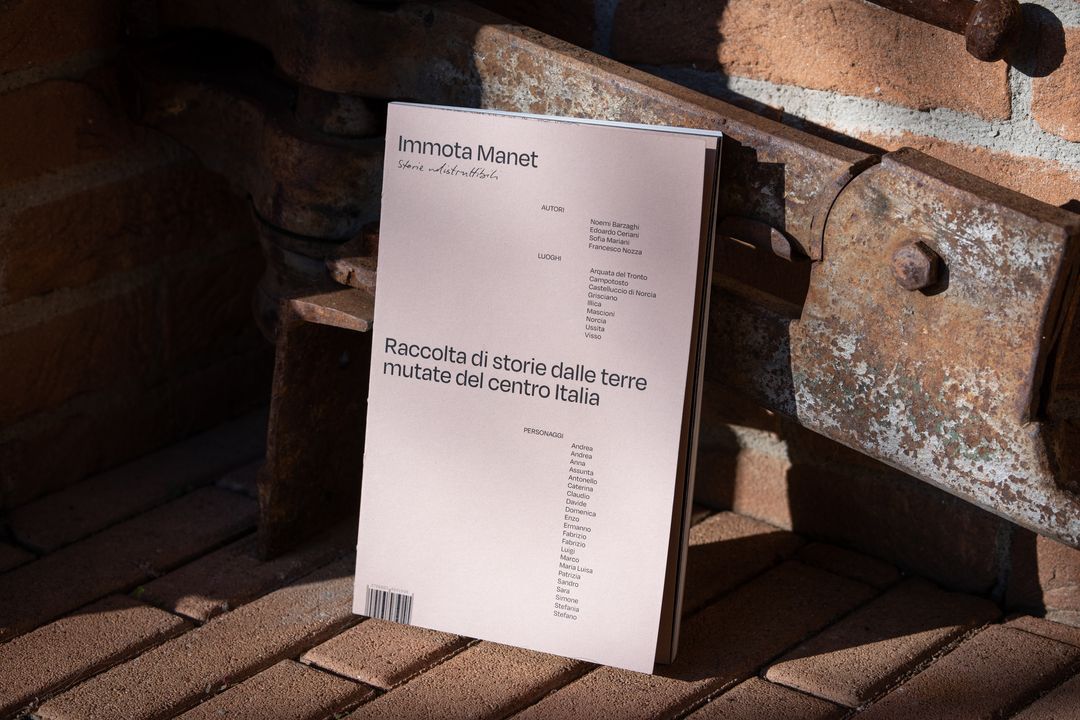 Immota Manet
Storie indistruttibili
AUTORI
Noemi Barzaghi
Edoardo Ceriani
Sofia Mariani
Francesco Nozza
LUOGHI
Arquata del Tronto
Campotosto
Castelluccio di Norcia
Grisciano
Illica
Mascioni
Norcia
Ussita
Visso
Raccolta di storie dalle terre
mutate del centro Italia
PERSONAGGI
Andrea
Andrea
Anna
Assunta
Antonello
Caterina
Claudio
Davide
Domenica
Enzo
Ermanno
Fabrizio
Fabrizio
Luigi
Marco
Maria Luisa
Patrizia
Sandro
Sara
Simone
Stefania
Stefano